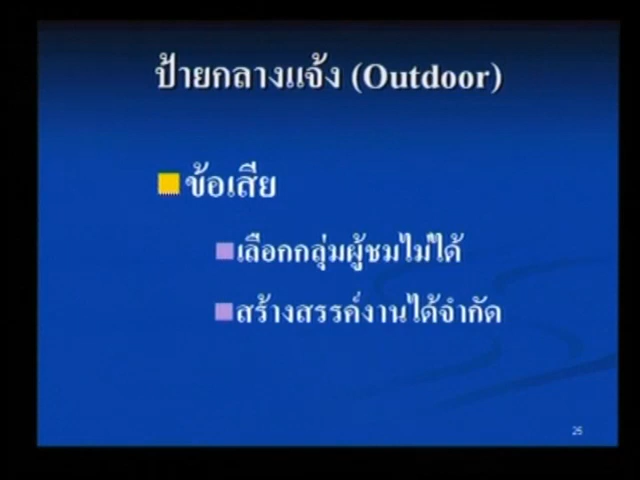 ป้ายกลางแจ้ง (Outdoor)
ข้อเสีย
เลือกกลุ่มผู้ชมไม่ได้
สร้างสรรค์งานได้จำกัด
25